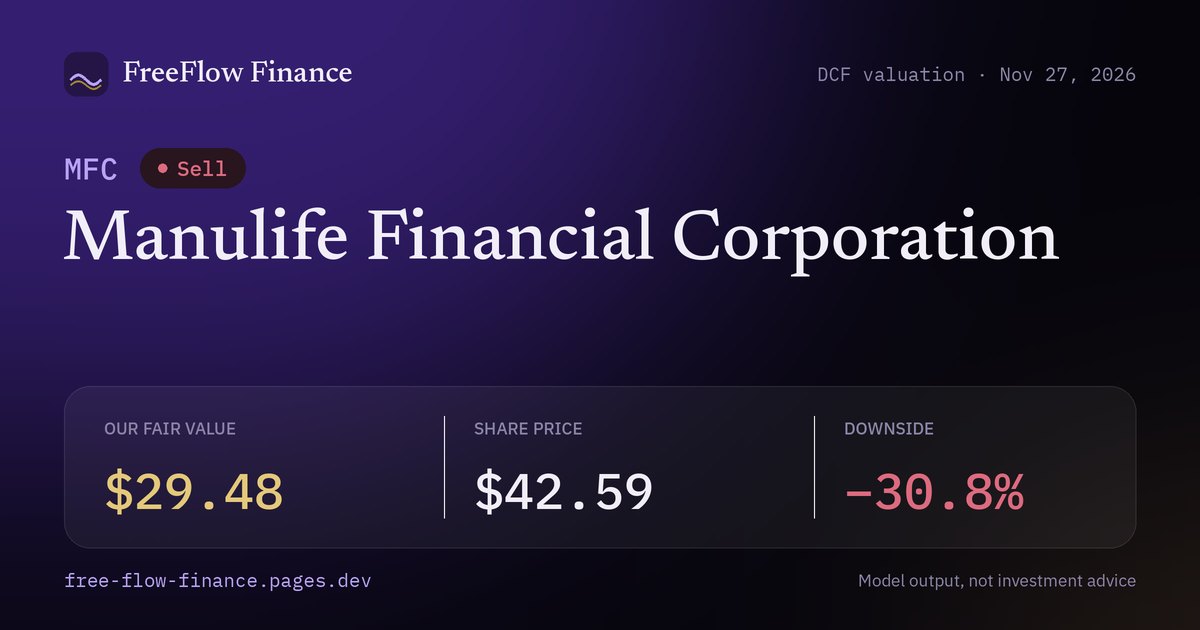 FreeFlow Finance
DCF valuation · Nov 27, 2026
MFC
Sell
Manulife Financial Corporation
OUR FAIR VALUE
$29.48
SHARE PRICE
$42.59
DOWNSIDE
−30.8%
free-flow-finance.pages.dev
Model output, not investment advice